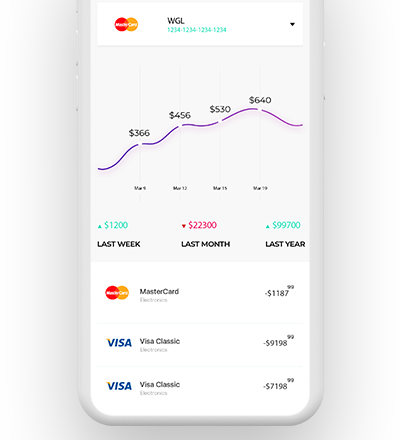 MasterCard WGL
1234-1234-1234-1234
$640
$530
$456
$366
Mar 9 Mar 12 Mar 15 Mar 19
$1200 $22300 $99700
LAST WEEK LAST MONTH LAST YEAR
MasterCard MasterCard -$1187 99
Electronics
VISA Visa Classic -$9198 99
Electronics
VISA Visa Classic -$7198 99
Electronics